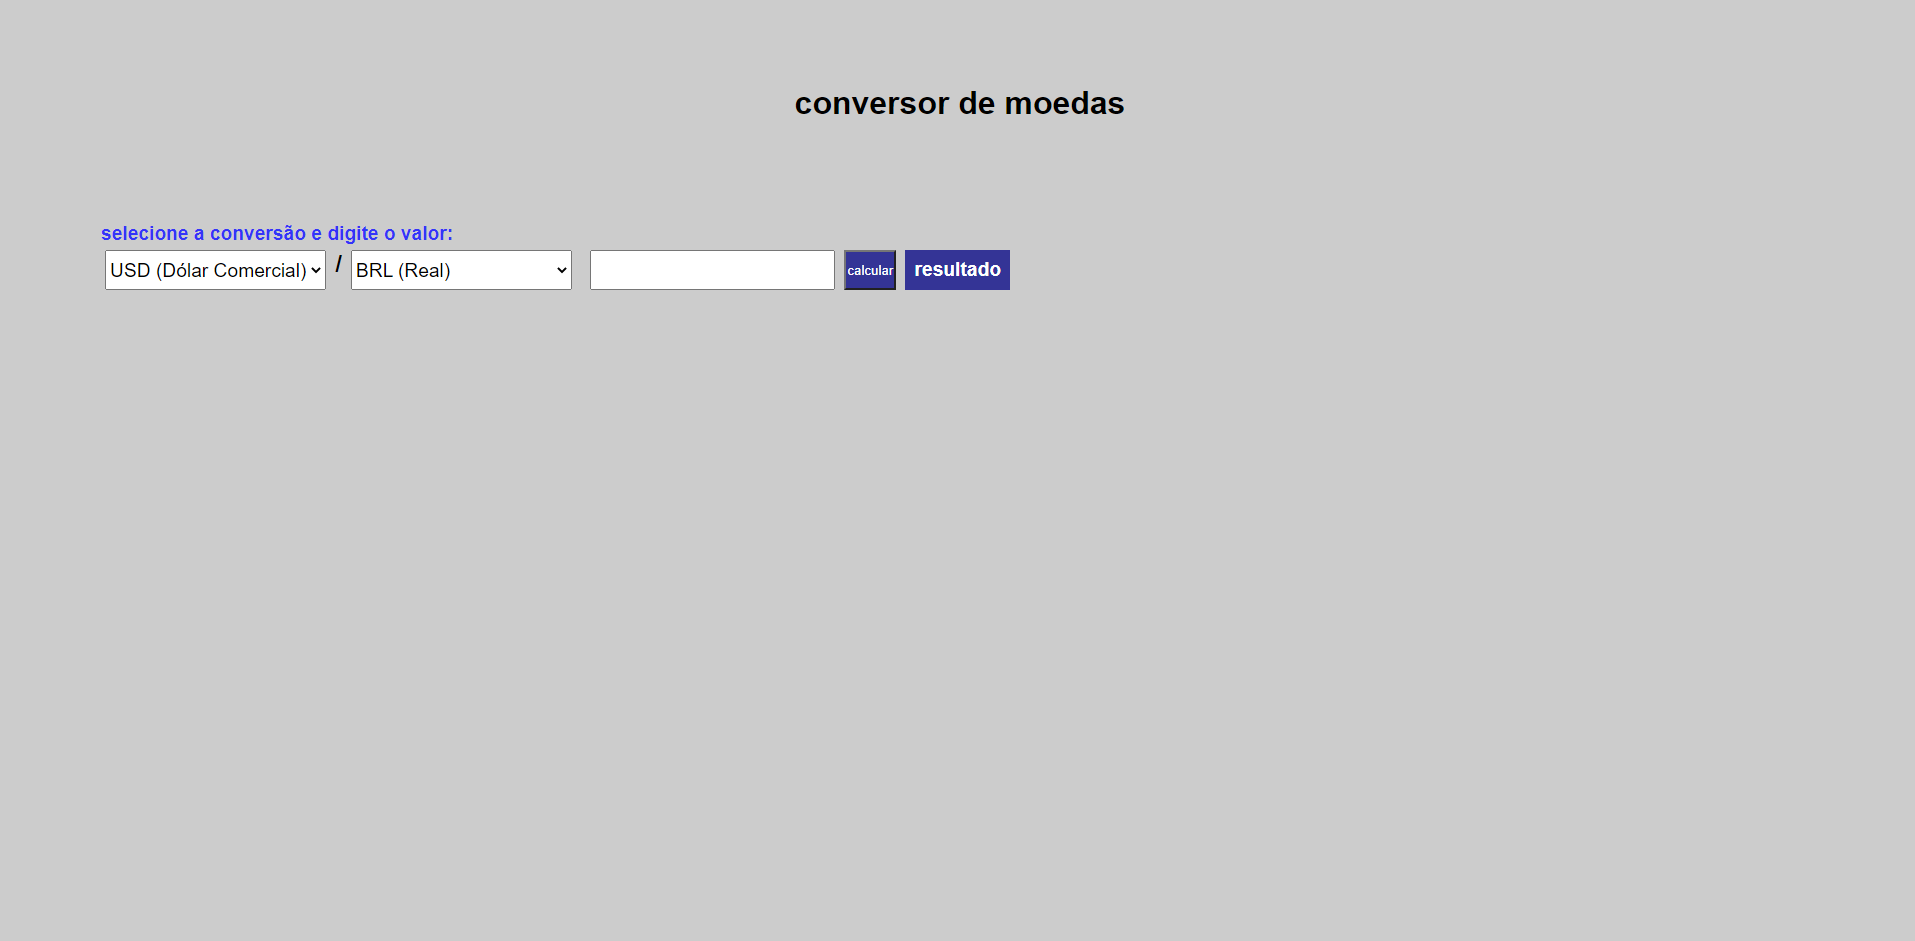 conversor de moedas
selecione a conversão e digite o valor:
USD (Dólar Comercial) / BRL (Real) calcular resultado